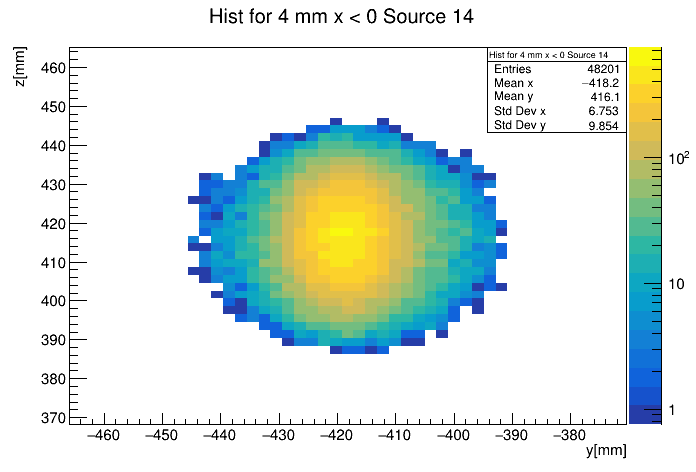 Hist for 4 mm x < 0 Source 14
z[mm]
460
450
440
430
420
410
400
390
380
370
−460 −450 −440 −430 −420 −410 −400 −390 −380
y[mm]
Hist for 4 mm x < 0 Source 14
Entries 48201
Mean x −418.2
Mean y 416.1
Std Dev x 6.753
Std Dev y 9.854
10²
10
1